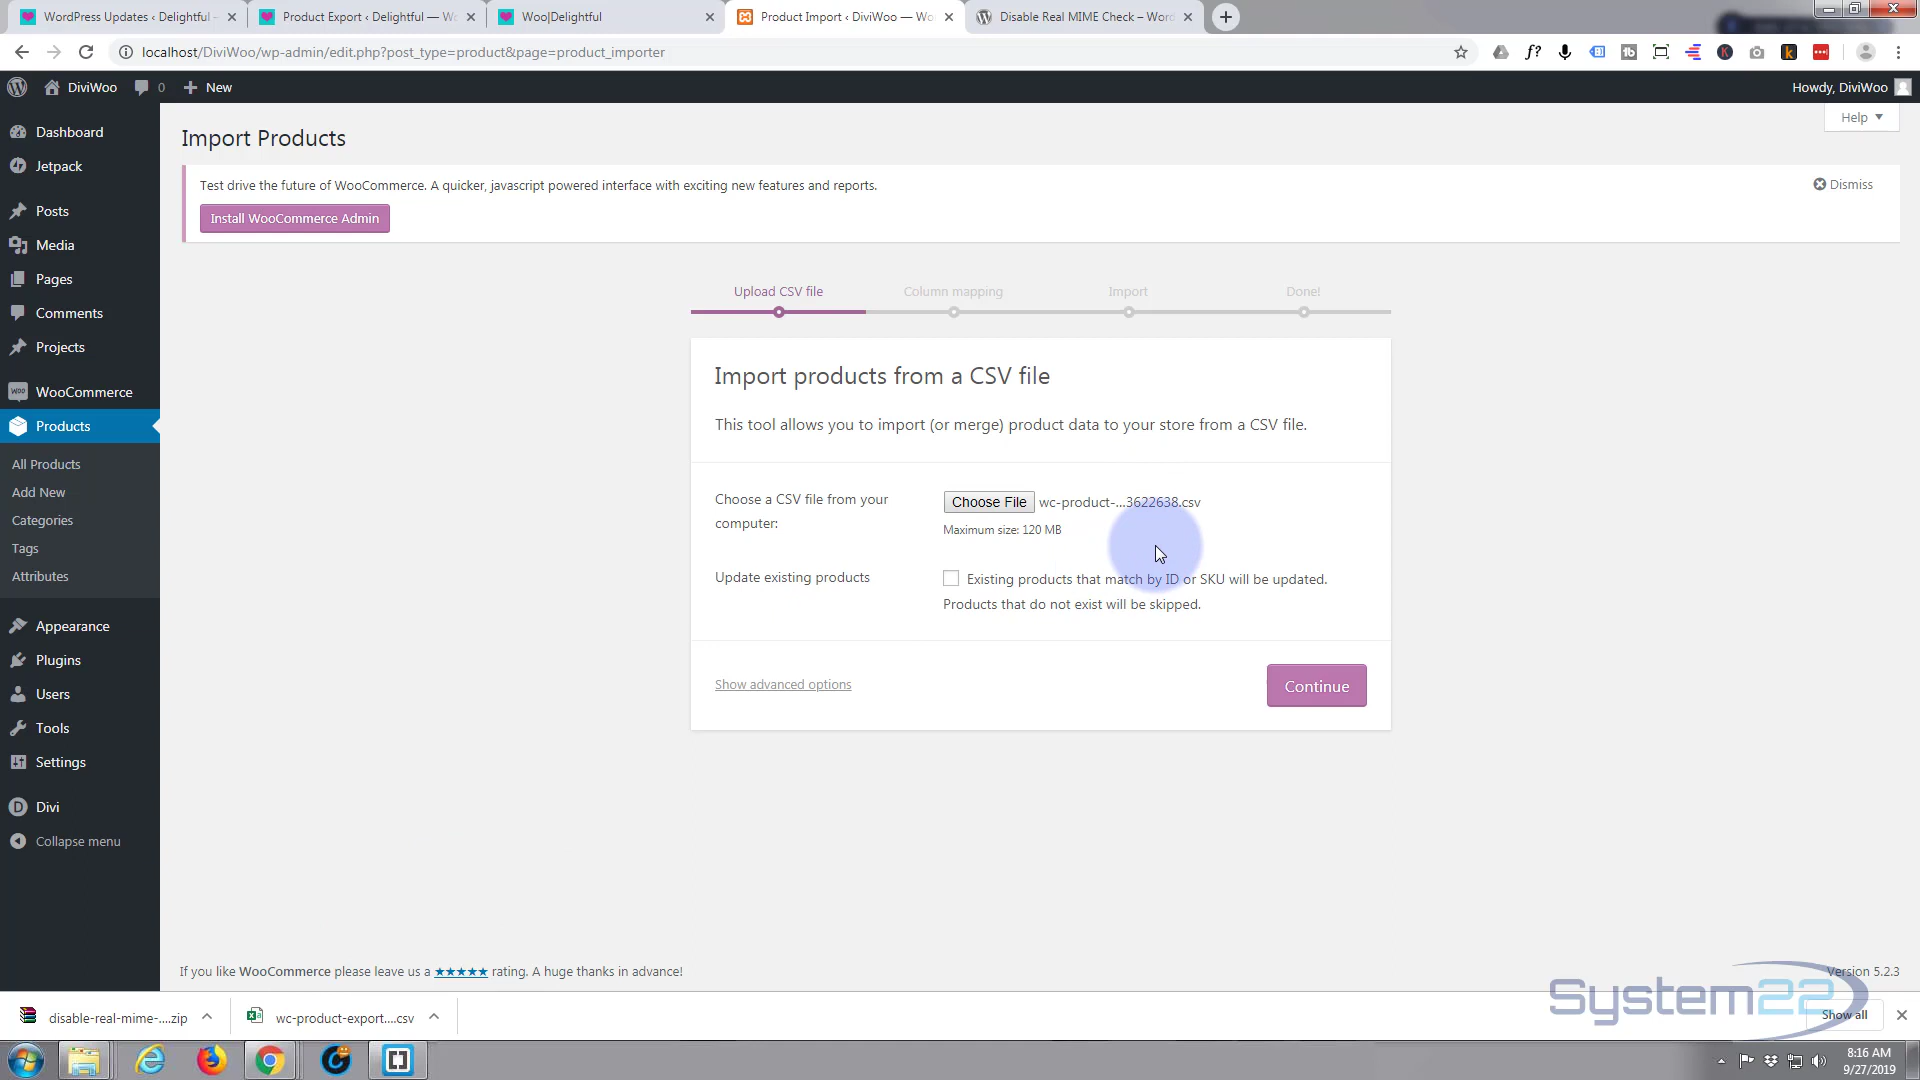 WordPress Updates ‹ Delightful –
Product Export ‹ Delightful — Wo
Woo|Delightful
Product Import ‹ DiviWoo — Wo
Disable Real MIME Check – Word
localhost/DiviWoo/wp-admin/edit.php?post_type=product&page=product_importer
DiviWoo
0
New
Howdy, DiviWoo
Help
Dashboard
Jetpack
Posts
Media
Pages
Comments
Projects
WooCommerce
Products
All Products
Add New
Categories
Tags
Attributes
Appearance
Plugins
Users
Tools
Settings
Divi
Collapse menu
Import Products
Test drive the future of WooCommerce. A quicker, javascript powered interface with exciting new features and reports.
Dismiss
Install WooCommerce Admin
Upload CSV file
Column mapping
Import
Done!
Import products from a CSV file
This tool allows you to import (or merge) product data to your store from a CSV file.
Choose a CSV file from your
computer:
Choose File wc-product-...3622638.csv
Maximum size: 120 MB
Update existing products
Existing products that match by ID or SKU will be updated.
Products that do not exist will be skipped.
Show advanced options
Continue
If you like WooCommerce please leave us a ★★★★★ rating. A huge thanks in advance!
Version 5.2.3
System22
disable-real-mime-....zip
wc-product-export....csv
Show all
8:16 AM
9/27/2019